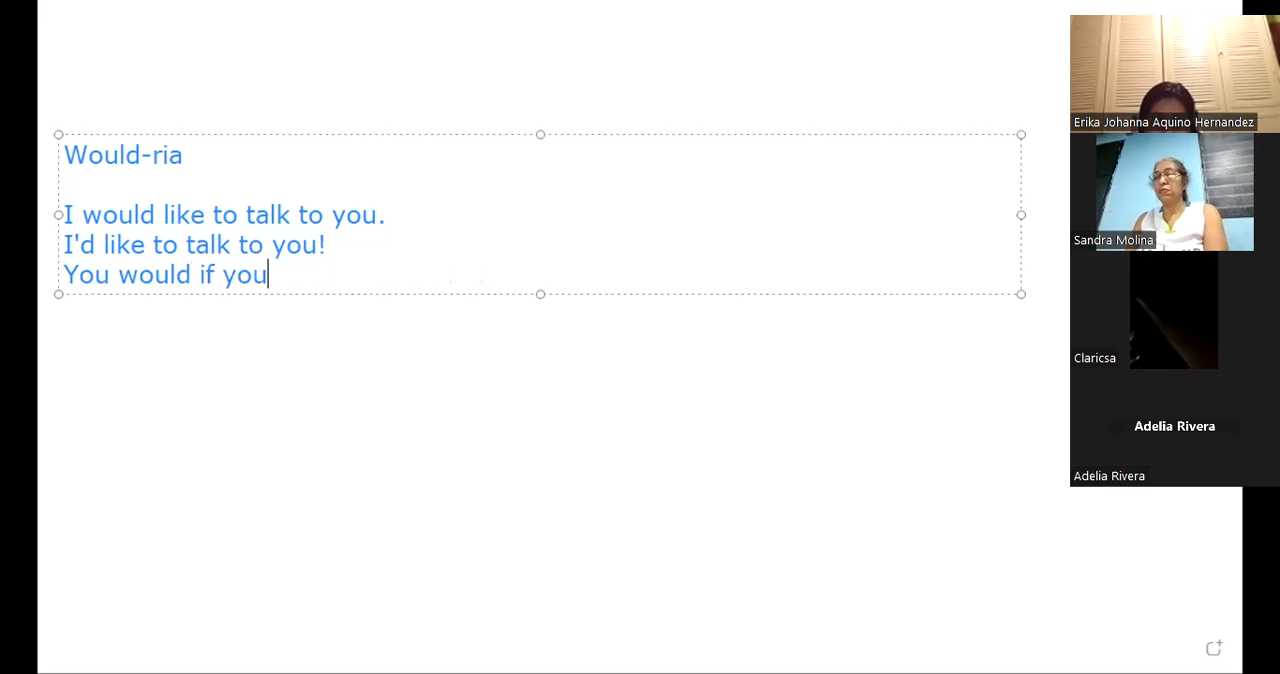 Would-ria
I would like to talk to you.
I'd like to talk to you!
You would if you
Erika Johanna Aquino Hernandez
Sandra Molina
Claricsa
Adelia Rivera
Adelia Rivera